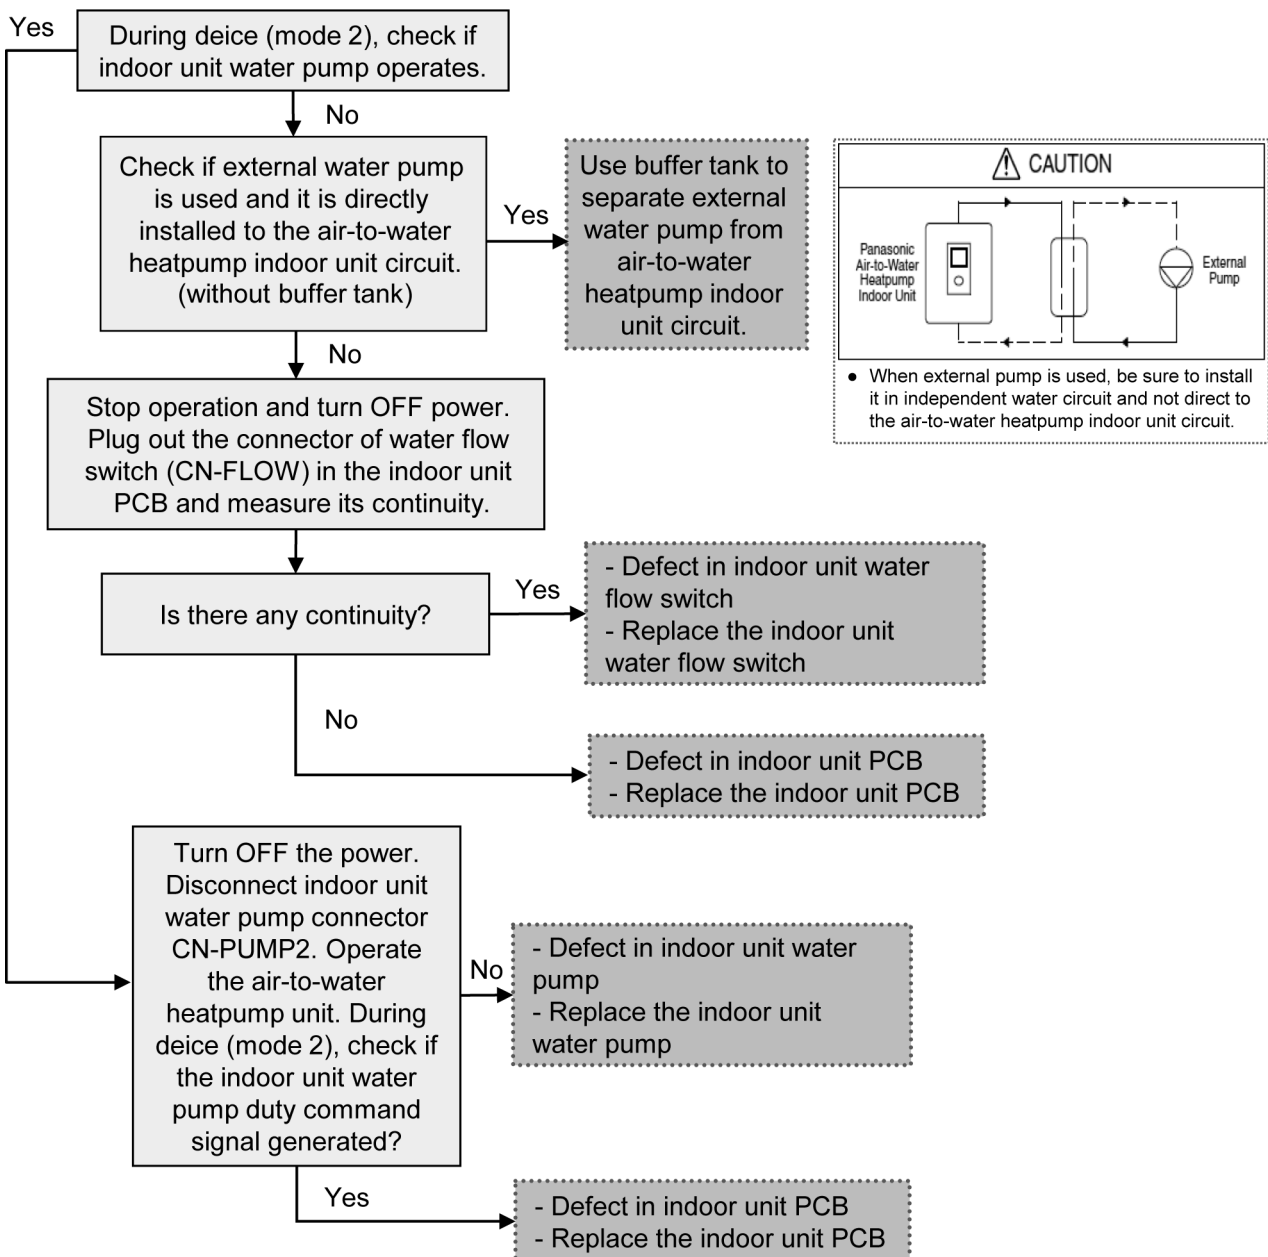 Yes
During deice (mode 2), check if
indoor unit water pump operates.
No
Check if external water pump
is used and it is directly
installed to the air-to-water
heatpump indoor unit circuit.
(without buffer tank)
Yes
Use buffer tank to
separate external
water pump from
air-to-water
heatpump indoor
unit circuit.
CAUTION
Panasonic
Air-to-Water
Heatpump
Indoor Unit
External
Pump
● When external pump is used, be sure to install
it in independent water circuit and not direct to
the air-to-water heatpump indoor unit circuit.
No
Stop operation and turn OFF power.
Plug out the connector of water flow
switch (CN-FLOW) in the indoor unit
PCB and measure its continuity.
Is there any continuity?
Yes
- Defect in indoor unit water
flow switch
- Replace the indoor unit
water flow switch
No
- Defect in indoor unit PCB
- Replace the indoor unit PCB
Turn OFF the power.
Disconnect indoor unit
water pump connector
CN-PUMP2. Operate
the air-to-water
heatpump unit. During
deice (mode 2), check if
the indoor unit water
pump duty command
signal generated?
No
- Defect in indoor unit water
pump
- Replace the indoor unit
water pump
Yes
- Defect in indoor unit PCB
- Replace the indoor unit PCB